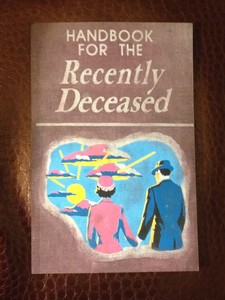 HANDBOOK
FOR THE
Recently
Deceased